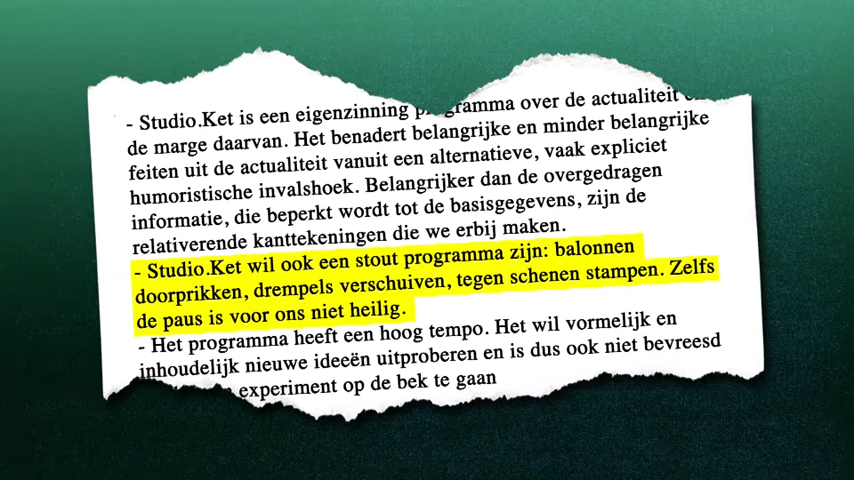 - Studio.Ket is een eigenzinning programma over de actualiteit
de marge daarvan. Het benadert belangrijke en minder belangrijke
feiten uit de actualiteit vanuit een alternatieve, vaak expliciet
humoristische invalshoek. Belangrijker dan de overgedragen
informatie, die beperkt wordt tot de basisgegevens, zijn de
relativerende kanttekeningen die we erbij maken.
- Studio.Ket wil ook een stout programma zijn: balonnen
doorprikken, drempels verschuiven, tegen schenen stampen. Zelfs
de paus is voor ons niet heilig.
- Het programma heeft een hoog tempo. Het wil vormelijk en
inhoudelijk nieuwe ideeën uitproberen en is dus ook niet bevreesd
experiment op de bek te gaan